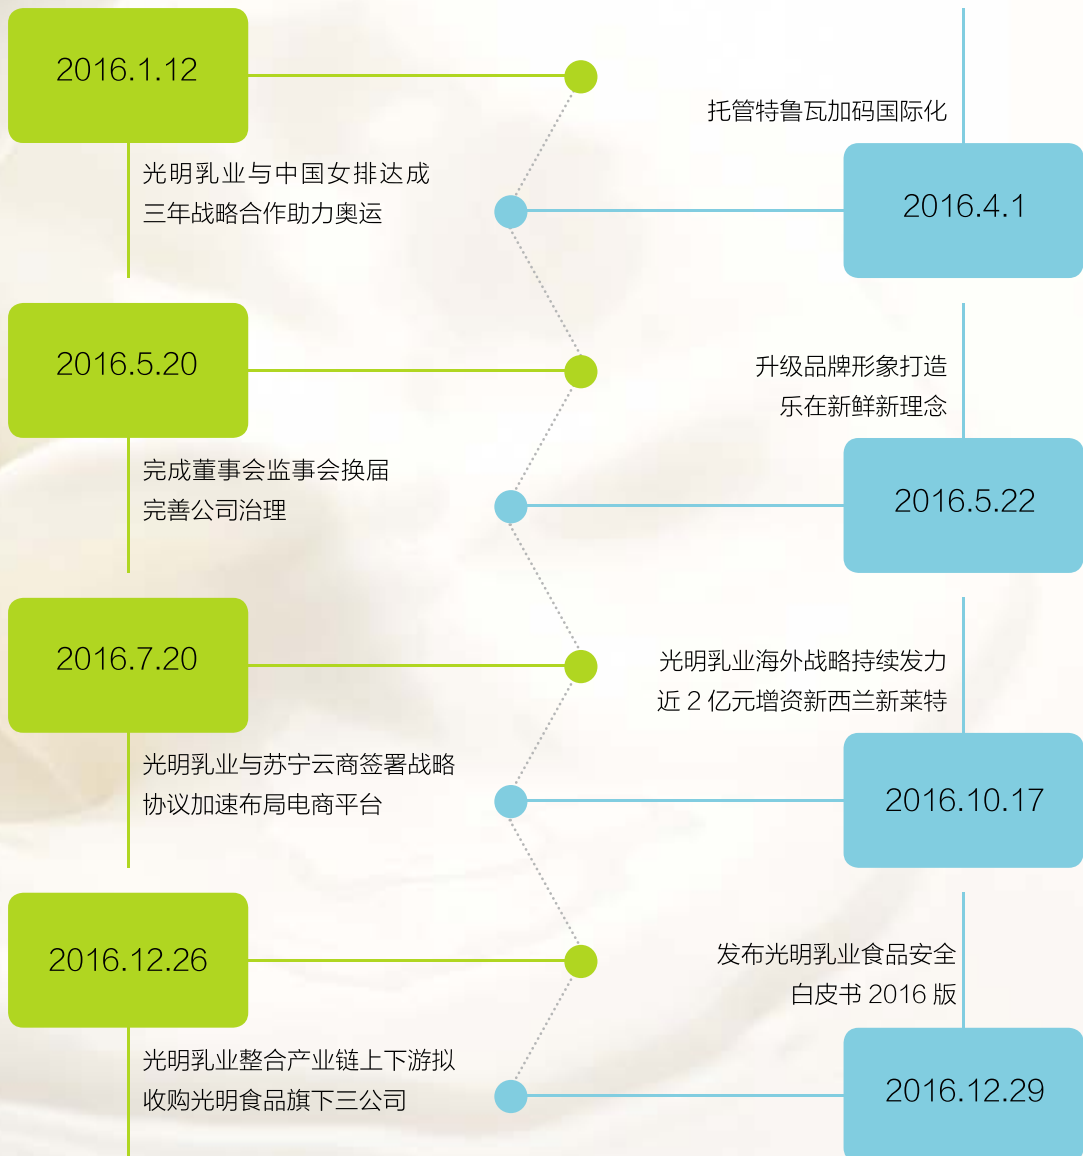 2016.1.12
光明乳业与中国女排达成
三年战略合作助力奥运
托管特鲁瓦加码国际化
2016.4.1
2016.5.20
完成董事会监事会换届
完善公司治理
升级品牌形象打造
乐在新鲜新理念
2016.5.22
2016.7.20
光明乳业与苏宁云商签署战略
协议加速布局电商平台
光明乳业海外战略持续发力
近 2 亿元增资新西兰新莱特
2016.10.17
2016.12.26
光明乳业整合产业链上下游拟
收购光明食品旗下三公司
发布光明乳业食品安全
白皮书 2016 版
2016.12.29